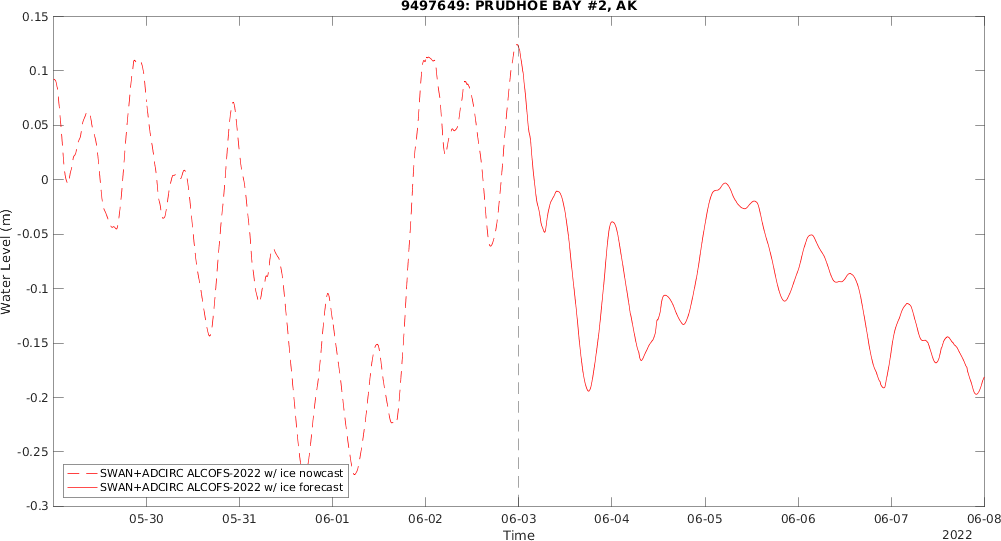 9497649: PRUDHOE BAY #2, AK
0.15
0.1
0.05
0
-0.05
-0.1
-0.15
-0.2
-0.25
-0.3
Water Level (m)
SWAN+ADCIRC ALCOFS-2022 w/ ice nowcast
SWAN+ADCIRC ALCOFS-2022 w/ ice forecast
05-30 05-31 06-01 06-02 06-03 06-04 06-05 06-06 06-07 06-08
Time
2022